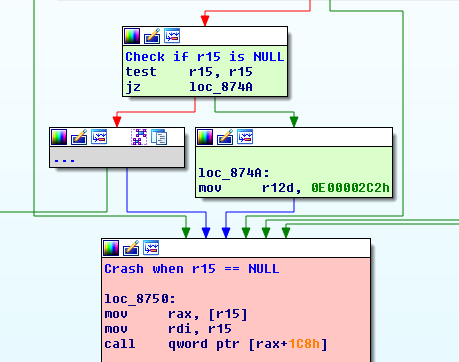 Check if r15 is NULL
test r15, r15
jz loc_874A
...
loc_874A:
mov r12d, 0E00002C2h
Crash when r15 == NULL
loc_8750:
mov rax, [r15]
mov rdi, r15
call qword ptr [rax+1C8h]